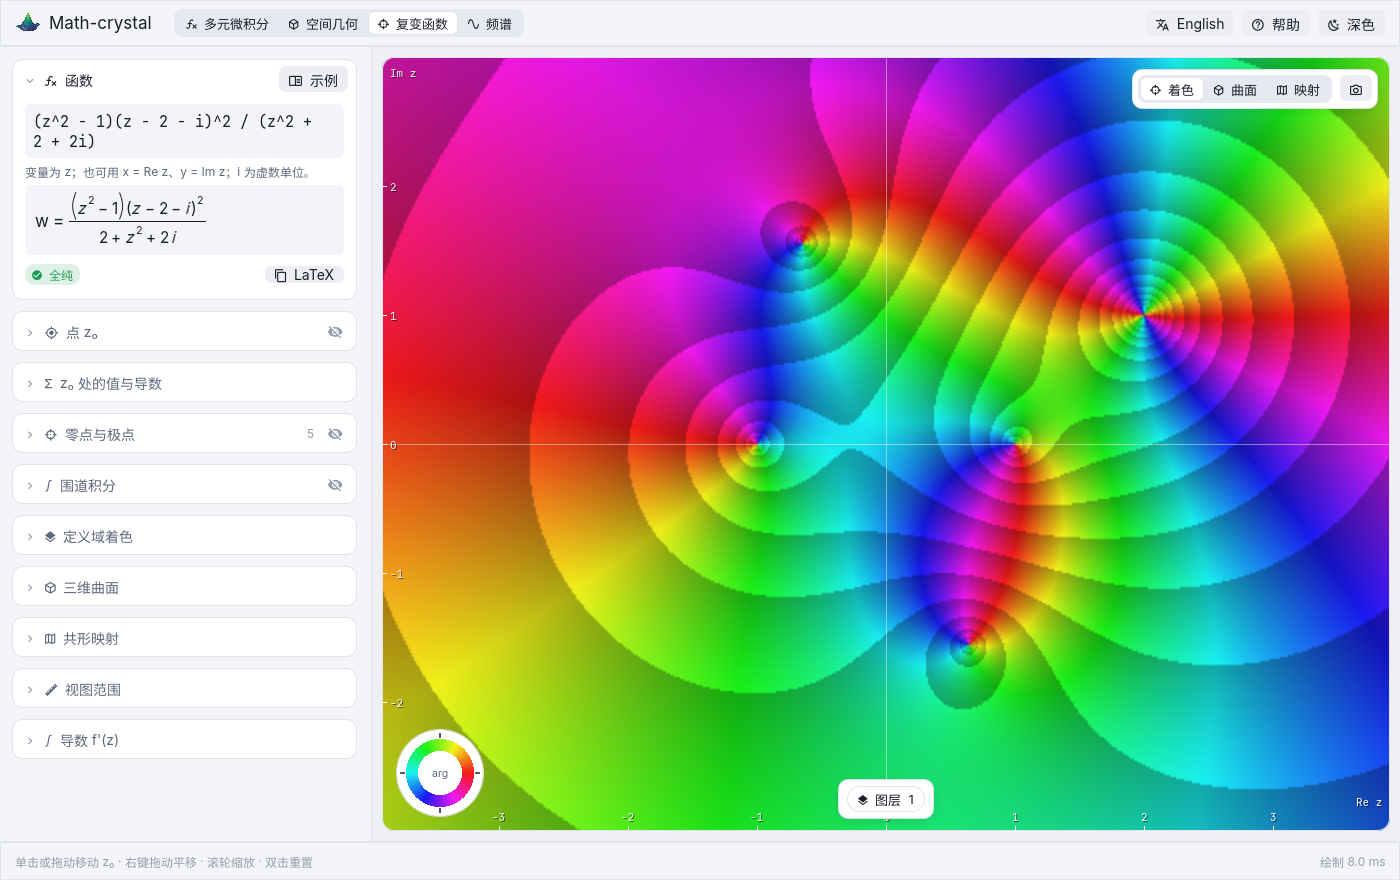 Math-crystal
多元微积分
空间几何
复变函数
频谱
English
帮助
深色
函数
示例
(z^2 - 1)(z - 2 - i)^2 / (z^2 +
2 + 2i)
变量为 z；也可用 x = Re z、y = Im z；i 为虚数单位。
w = (z² − 1)(z − 2 − i)² / 2 + z² + 2i
全纯
LaTeX
点 z₀
Σ z₀ 处的值与导数
零点与极点 5
∫ 围道积分
定义域着色
三维曲面
共形映射
视图范围
∫ 导数 f'(z)
Im z
着色
曲面
映射
2
1
0
-1
-2
arg
图层 1
Re z
-3 -2 -1 0 1 2 3
单击或拖动移动 z₀ · 右键拖动平移 · 滚轮缩放 · 双击重置
绘制 8.0 ms